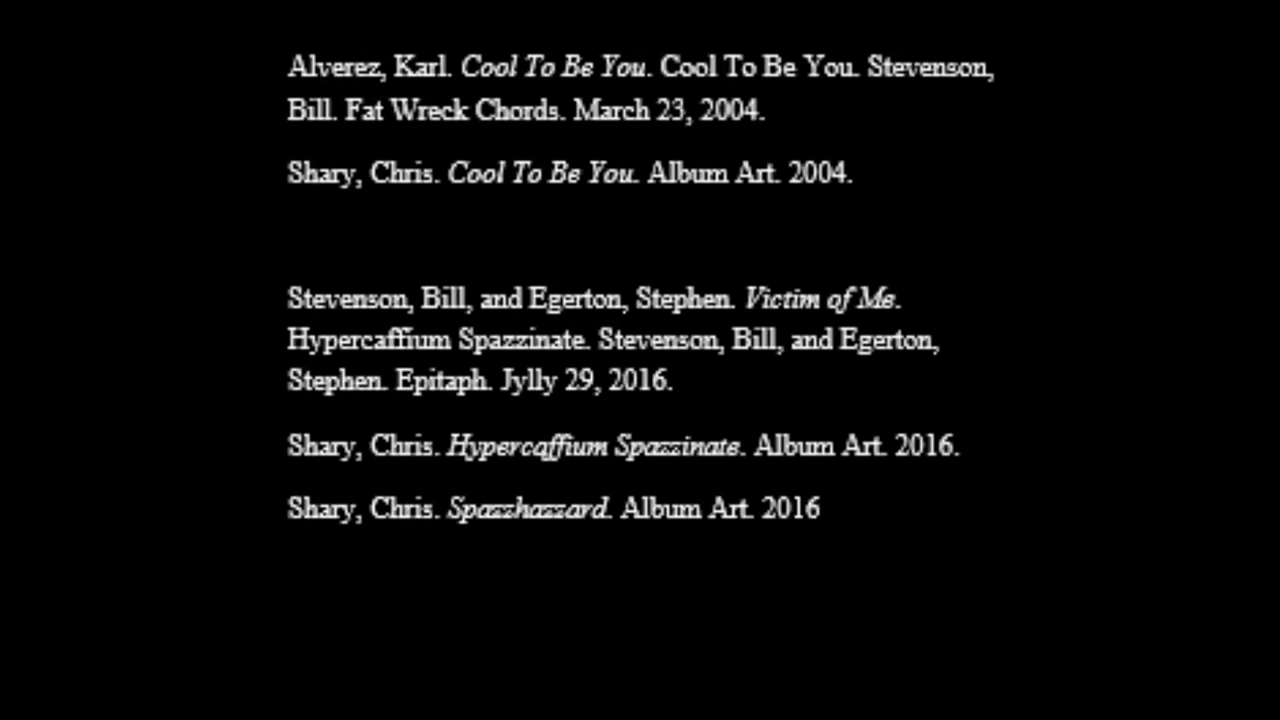 Alverez, Karl. Cool To Be You. Cool To Be You. Stevenson,
Bill. Fat Wreck Chords. March 23, 2004.
Shary, Chris. Cool To Be You. Album Art. 2004.
Stevenson, Bill, and Egerton, Stephen. Victim of Me.
Hypercaffium Spazzinate. Stevenson, Bill, and Egerton,
Stephen. Epitaph. Jylly 29, 2016.
Shary, Chris. Hypercaffium Spazzinate. Album Art. 2016.
Shary, Chris. Spazzhazzard. Album Art. 2016